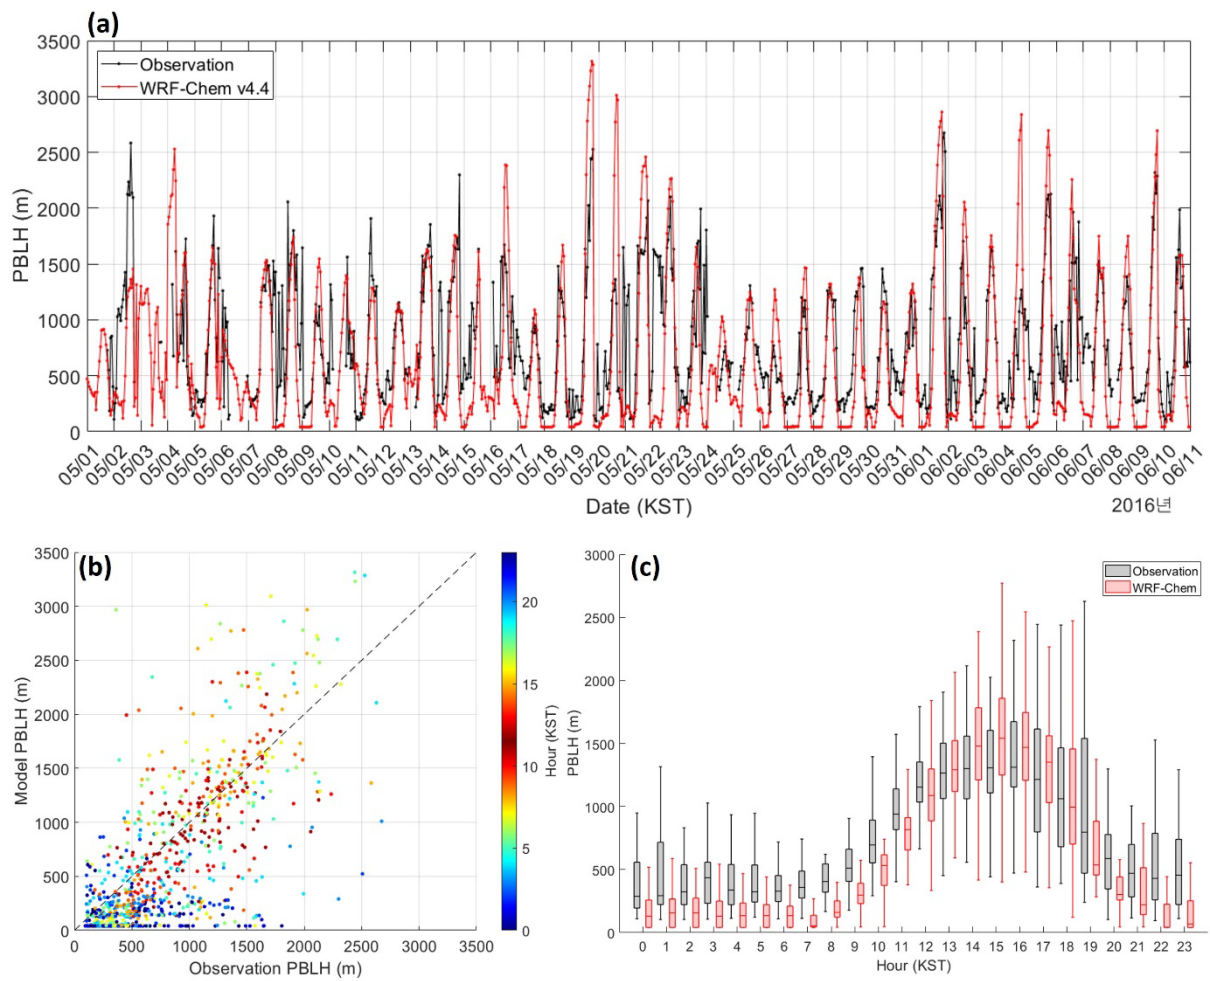 (a)
3500
3000
2500
2000
1500
1000
500
0
PBLH (m)
Observation
WRF-Chem v4.4
05/01 05/02 05/03 05/04 05/05 05/06 05/07 05/08 05/09 05/10 05/11 05/12 05/13 05/14 05/15 05/16 05/17 05/18 05/19 05/20 05/21 05/22 05/23 05/24 05/25 05/26 05/27 05/28 05/29 05/30 05/31 06/01 06/02 06/03 06/04 06/05 06/06 06/07 06/08 06/09 06/10 06/11
Date (KST)
2016년
(b)
3500
3000
2500
2000
1500
1000
500
0
Model PBLH (m)
0 500 1000 1500 2000 2500 3000 3500
Observation PBLH (m)
20
15
10
5
0
Hour (KST)
(c)
3000
2500
2000
1500
1000
500
0
PBLH (m)
Observation
WRF-Chem
0 1 2 3 4 5 6 7 8 9 10 11 12 13 14 15 16 17 18 19 20 21 22 23
Hour (KST)